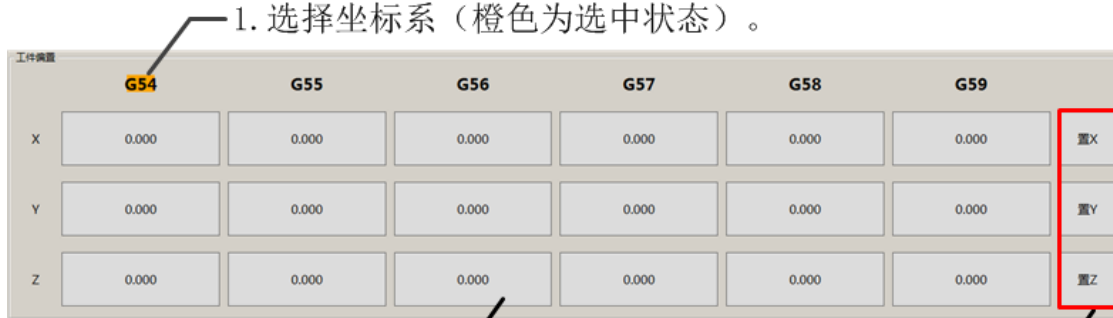 1. 选择坐标系（橙色为选中状态）。
工件偏置
G54 G55 G56 G57 G58 G59
X 0.000 0.000 0.000 0.000 0.000 0.000 置X
Y 0.000 0.000 0.000 0.000 0.000 0.000 置Y
Z 0.000 0.000 0.000 0.000 0.000 0.000 置Z